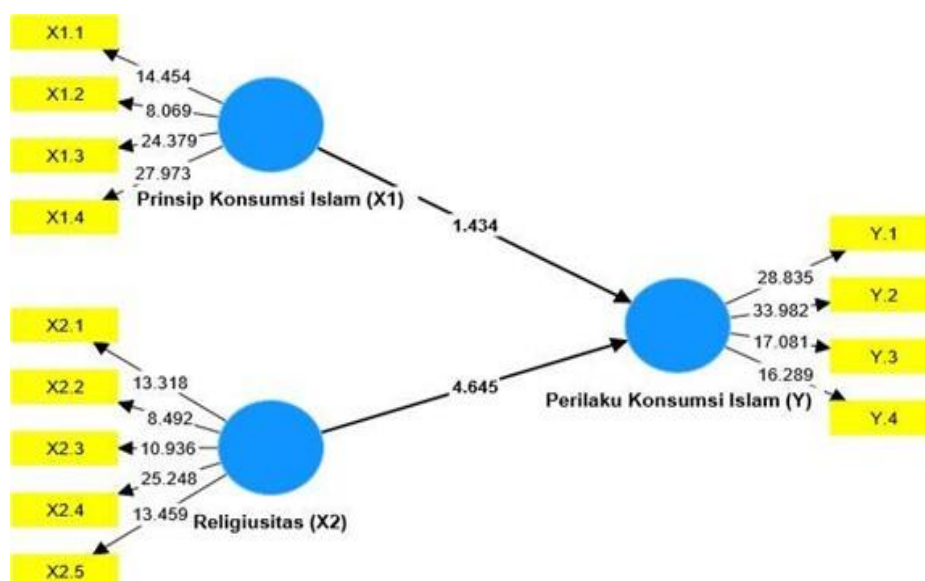 X1.1
14.454
X1.2
8.069
X1.3
24.379
27.973
X1.4
Prinsip Konsumsi Islam (X1)
1.434
Y.1
28.835
Y.2
33.982
Y.3
17.081
16.289
Y.4
Perilaku Konsumsi Islam (Y)
4.645
X2.1
13.318
X2.2
8.492
X2.3
10.936
X2.4
25.248
13.459
X2.5
Religiusitas (X2)